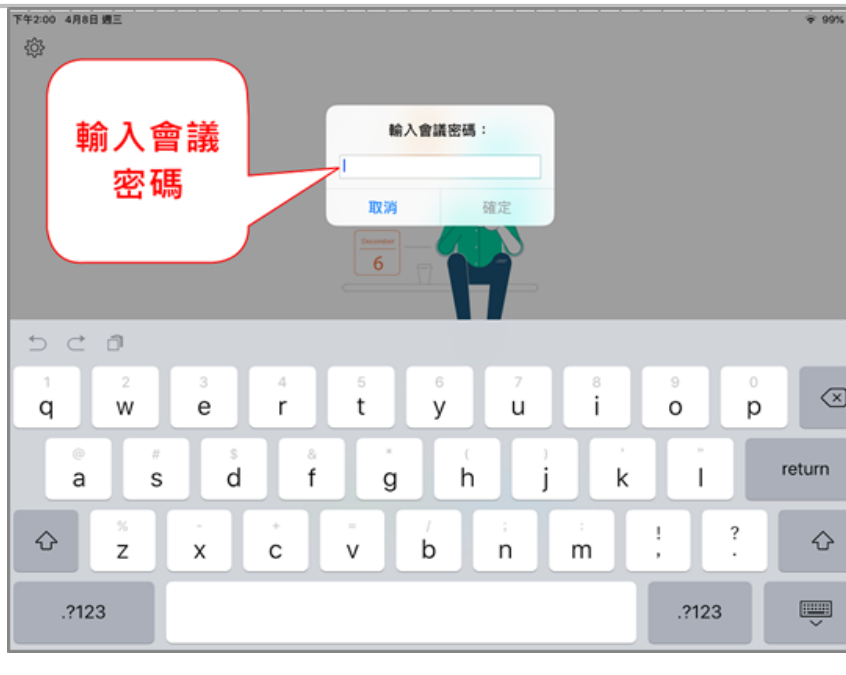 下午2:00 4月8日 週三
99%
輸入會議
密碼
輸入會議密碼：
取消 確定
December
6
1 2 3 4 5 6 7 8 9 0
q w e r t y u i o p
@ # $ & * ( ) ' "
a s d f g h j k l return
% - + = / ; : ! ?
z x c v b n m , .
.?123 .?123